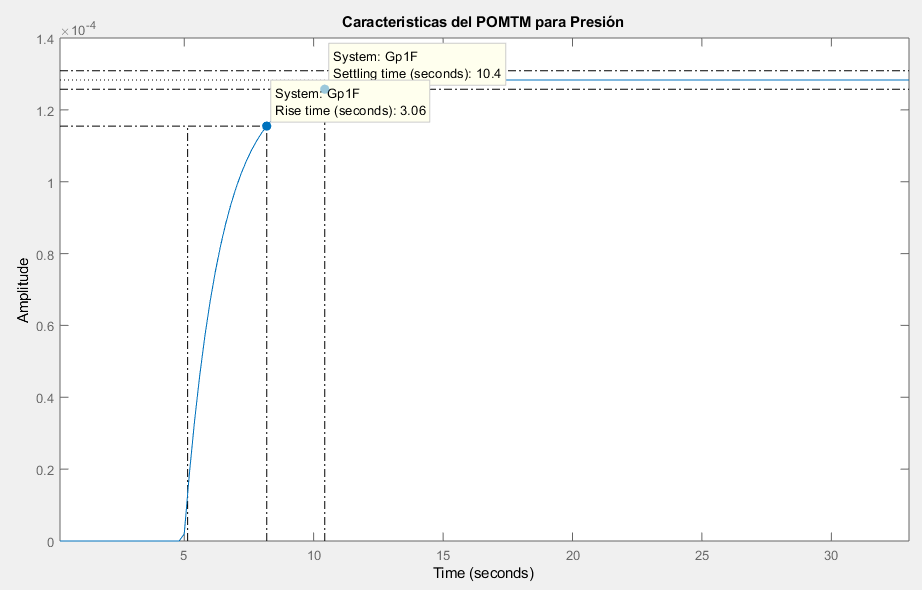 Caracteristicas del POMTM para Presión
×10-4
1.4
System: Gp1F
Settling time (seconds): 10.4
System: Gp1F
Rise time (seconds): 3.06
1.2
1
0.8
0.6
0.4
0.2
0
Amplitude
5 10 15 20 25 30
Time (seconds)